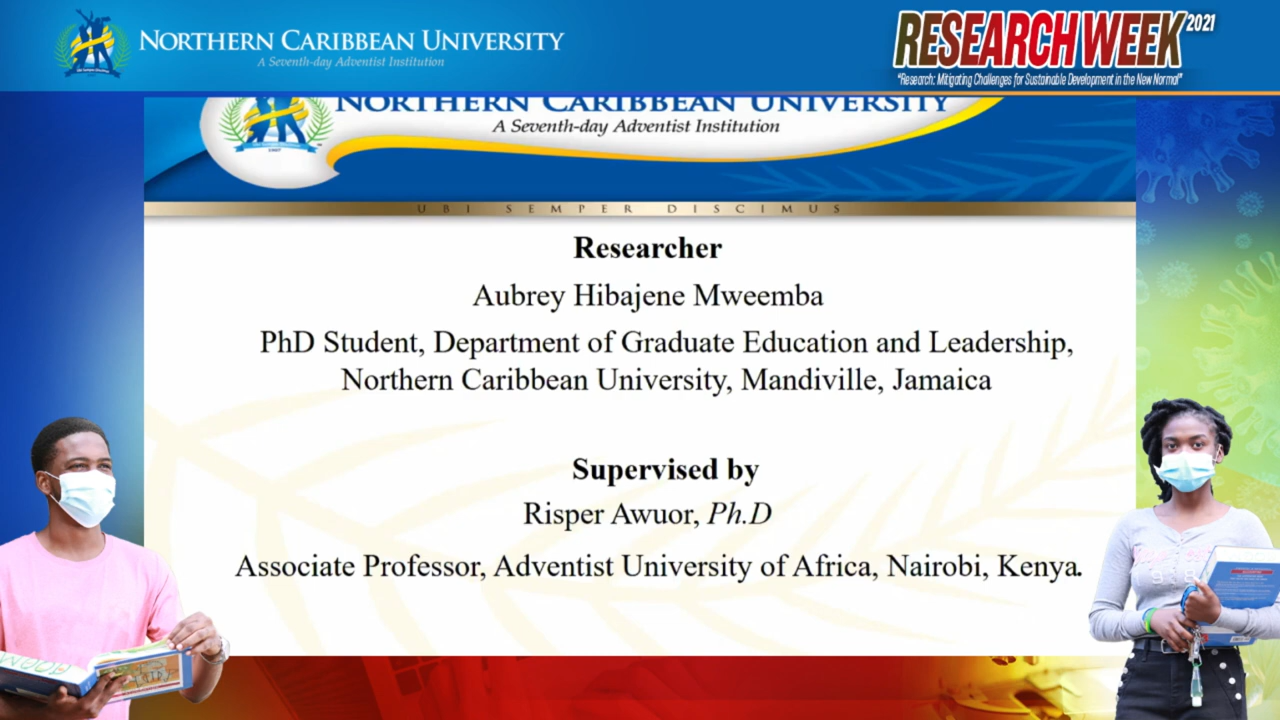 NORTHERN CARIBBEAN UNIVERSITY
A Seventh-day Adventist Institution
RESEARCH WEEK 2021
"Research: Mitigating Challenges for Sustainable Development in the New Normal"
NORTHERN CARIBBEAN UNIVERSITY
A Seventh-day Adventist Institution
UBI SEMPER DISCIMUS
Researcher
Aubrey Hibajene Mweemba
PhD Student, Department of Graduate Education and Leadership,
Northern Caribbean University, Mandiville, Jamaica
Supervised by
Risper Awuor, Ph.D
Associate Professor, Adventist University of Africa, Nairobi, Kenya.